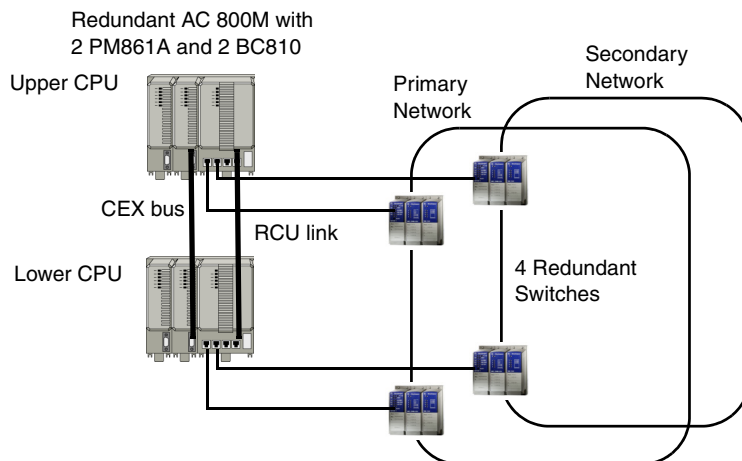 Redundant AC 800M with
2 PM861A and 2 BC810
Upper CPU
Primary
Network
Secondary
Network
CEX bus
RCU link
Lower CPU
4 Redundant
Switches